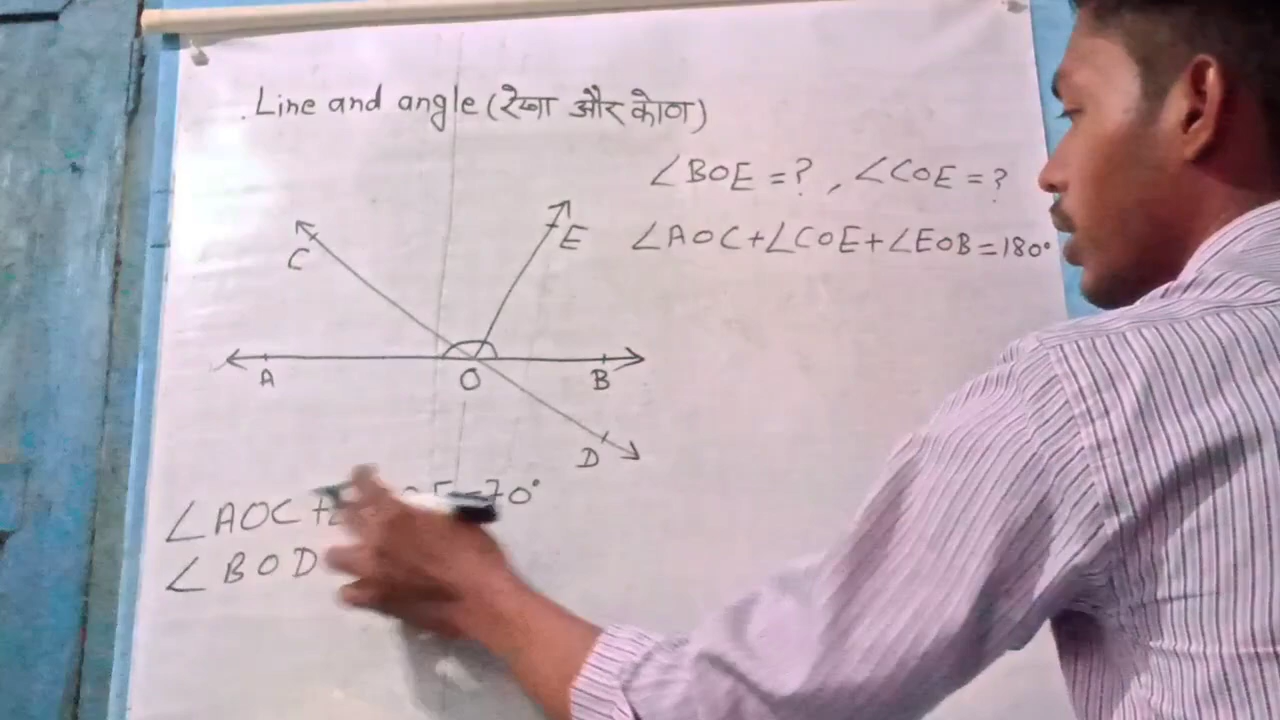 Line and angle (रेखा और कोण)
∠BOE = ? , ∠COE = ?
∠AOC+∠COE+∠EOB=180°
C
E
A
O
B
D
∠AOC + 70°
∠BOD